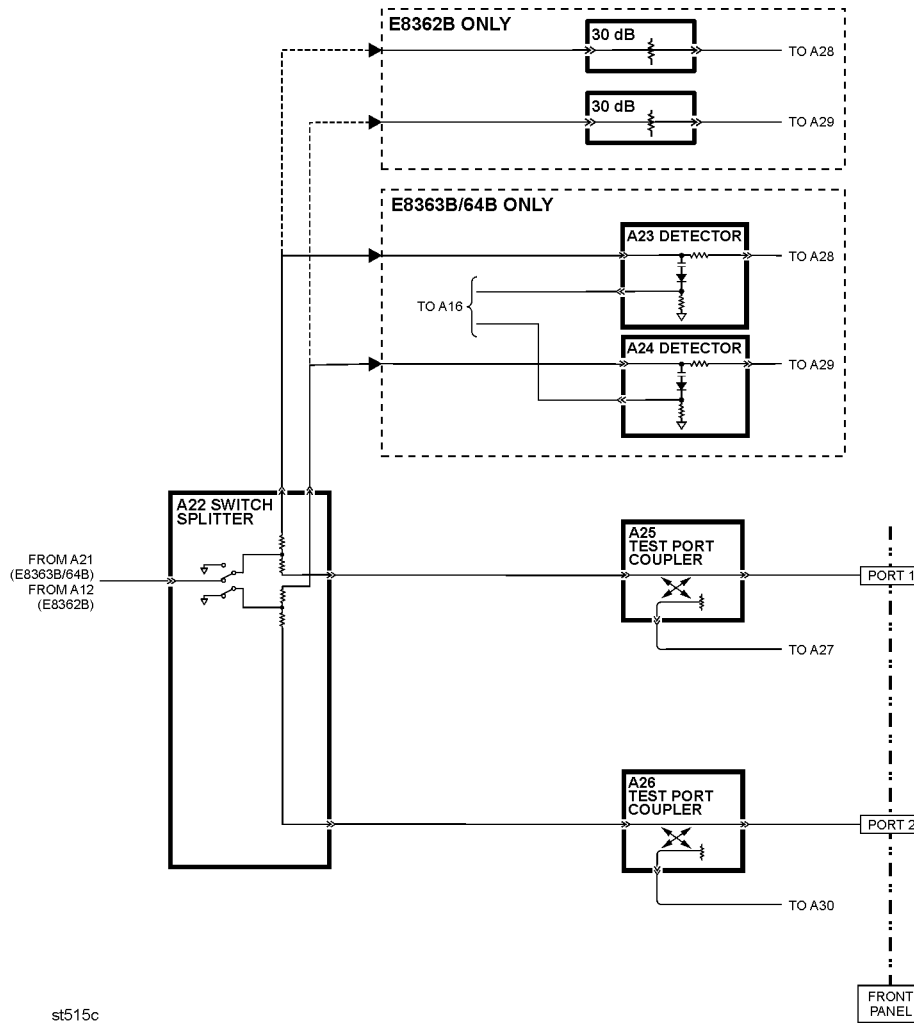 E8362B ONLY
30 dB
TO A28
30 dB
TO A29
E8363B/64B ONLY
A23 DETECTOR
TO A28
TO A16
A24 DETECTOR
TO A29
A22 SWITCH
SPLITTER
FROM A21
(E8363B/64B)
FROM A12
(E8362B)
A25
TEST PORT
COUPLER
PORT 1
TO A27
A26
TEST PORT
COUPLER
PORT 2
TO A30
FRONT
PANEL
st515c